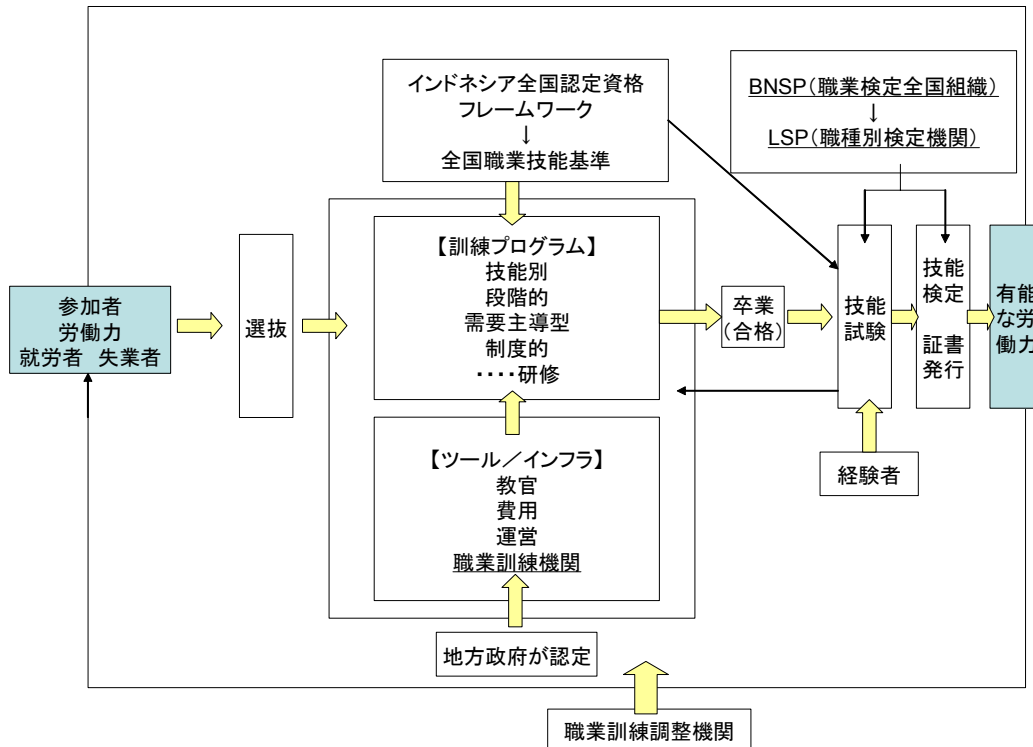 インドネシア全国認定資格
フレームワーク
↓
全国職業技能基準
BNSP(職業検定全国組織)
↓
LSP(職種別検定機関)
参加者
労働力
就労者 失業者
選抜
【訓練プログラム】
技能別
段階的
需要主導型
制度的
・・・・研修
【ツール／インフラ】
教官
費用
運営
職業訓練機関
地方政府が認定
卒業
(合格)
技能
試験
経験者
技能
検定
証書
発行
有能
な労
働力
職業訓練調整機関